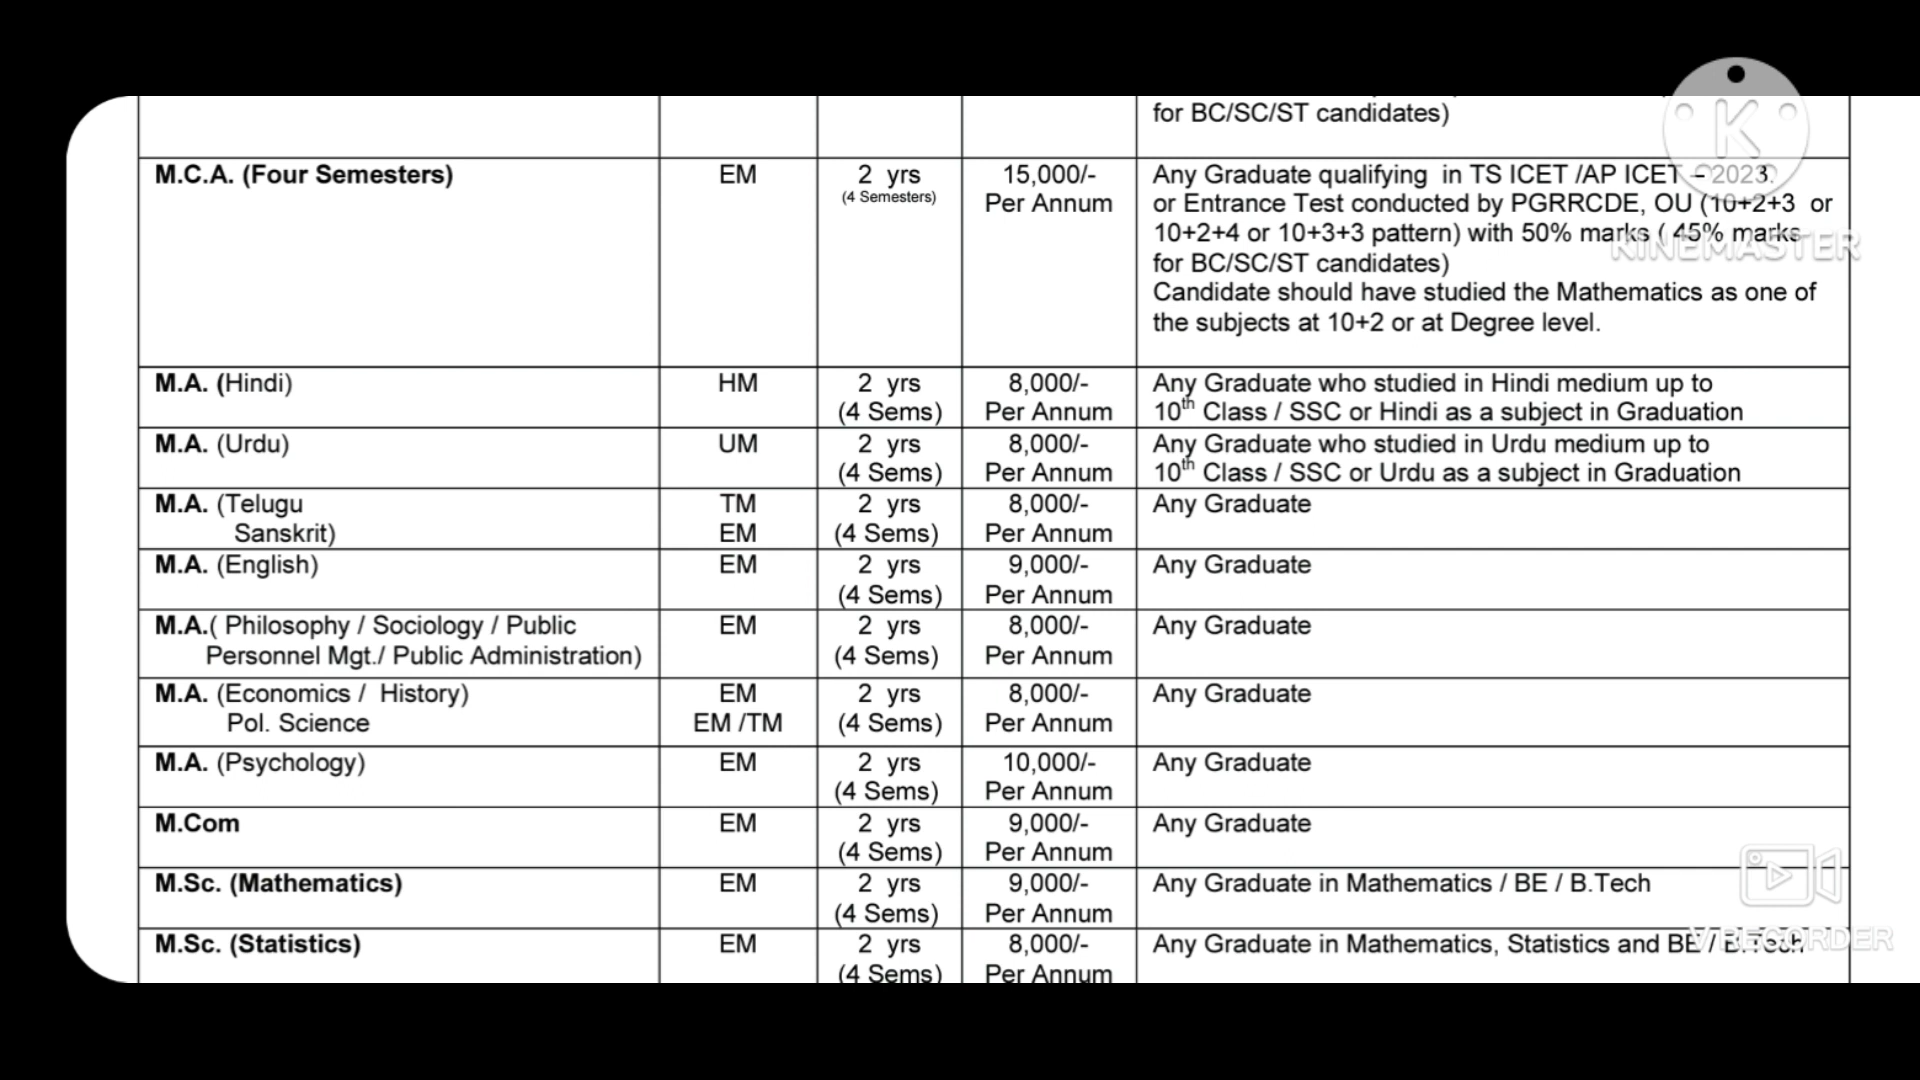 for BC/SC/ST candidates)
M.C.A. (Four Semesters)
EM
2 yrs
(4 Semesters)
15,000/-
Per Annum
Any Graduate qualifying in TS ICET /AP ICET – 2023.
or Entrance Test conducted by PGRRCDE, OU (10+2+3 or
10+2+4 or 10+3+3 pattern) with 50% marks ( 45% marks
for BC/SC/ST candidates)
Candidate should have studied the Mathematics as one of
the subjects at 10+2 or at Degree level.
M.A. (Hindi)
HM
2 yrs
(4 Sems)
8,000/-
Per Annum
Any Graduate who studied in Hindi medium up to
10th Class / SSC or Hindi as a subject in Graduation
M.A. (Urdu)
UM
2 yrs
(4 Sems)
8,000/-
Per Annum
Any Graduate who studied in Urdu medium up to
10th Class / SSC or Urdu as a subject in Graduation
M.A. (Telugu
Sanskrit)
TM
EM
2 yrs
(4 Sems)
8,000/-
Per Annum
Any Graduate
M.A. (English)
EM
2 yrs
(4 Sems)
9,000/-
Per Annum
Any Graduate
M.A.( Philosophy / Sociology / Public
Personnel Mgt./ Public Administration)
EM
2 yrs
(4 Sems)
8,000/-
Per Annum
Any Graduate
M.A. (Economics / History)
Pol. Science
EM
EM /TM
2 yrs
(4 Sems)
8,000/-
Per Annum
Any Graduate
M.A. (Psychology)
EM
2 yrs
(4 Sems)
10,000/-
Per Annum
Any Graduate
M.Com
EM
2 yrs
(4 Sems)
9,000/-
Per Annum
Any Graduate
M.Sc. (Mathematics)
EM
2 yrs
(4 Sems)
9,000/-
Per Annum
Any Graduate in Mathematics / BE / B.Tech
M.Sc. (Statistics)
EM
2 yrs
(4 Sems)
8,000/-
Per Annum
Any Graduate in Mathematics, Statistics and BE / B.Tech
K
KINEMASTER
V RECORDER